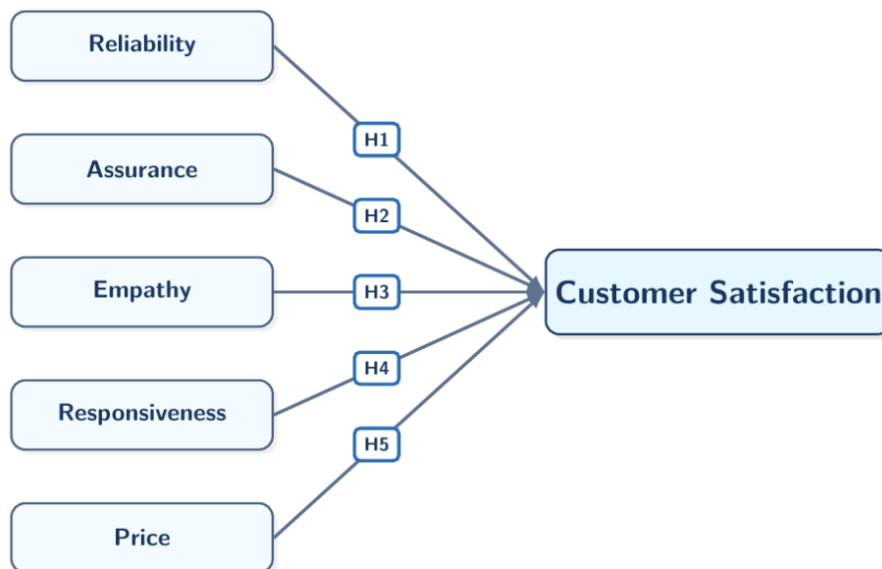 Reliability
H1
Assurance
H2
Empathy
H3
Customer Satisfaction
H4
Responsiveness
H5
Price